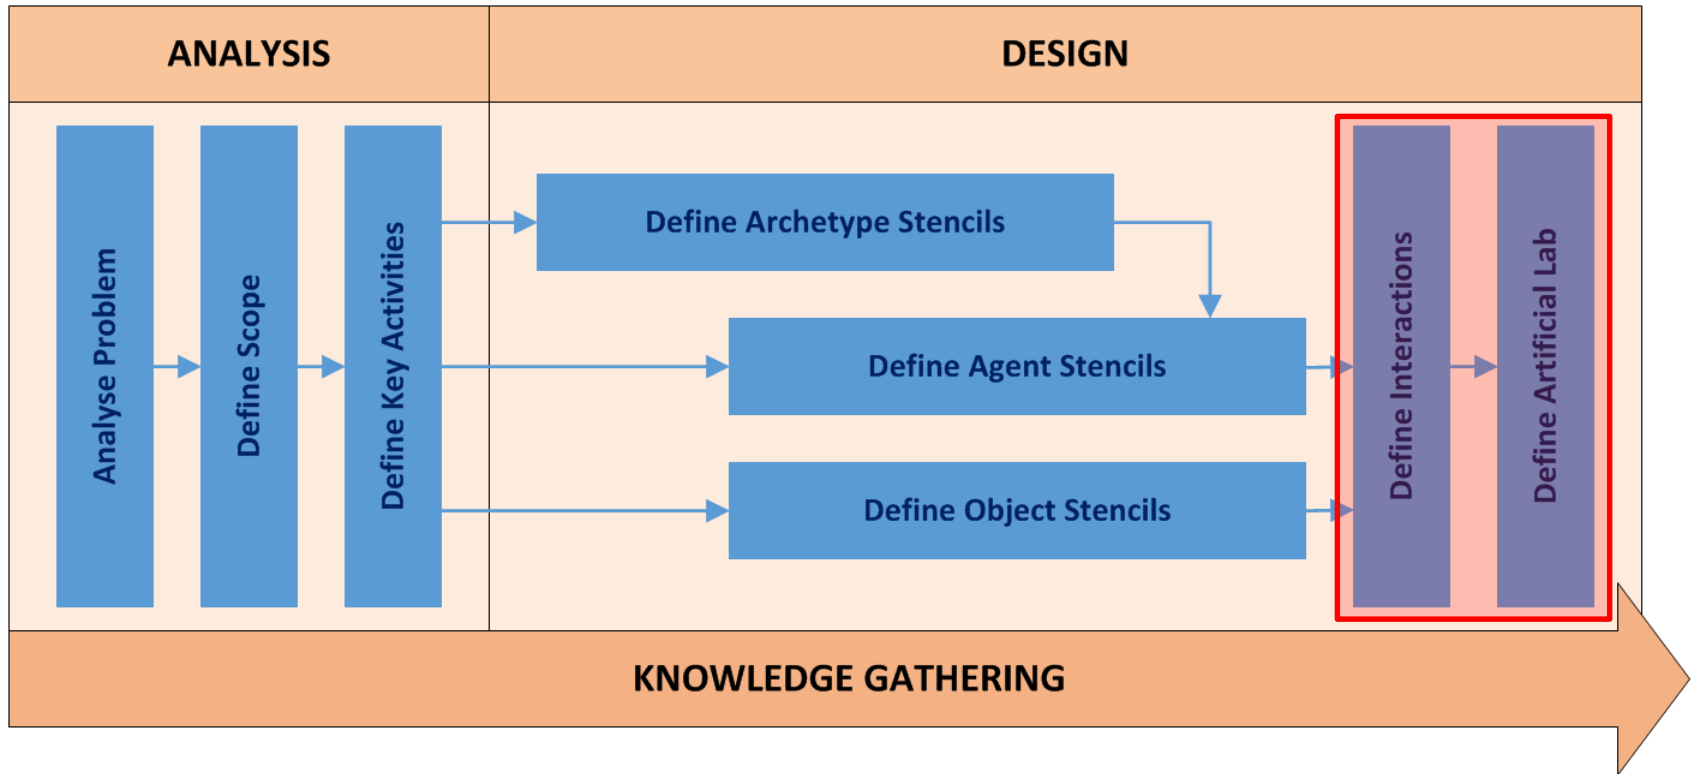 ANALYSIS
DESIGN
Analyse Problem
Define Scope
Define Key Activities
Define Archetype Stencils
Define Agent Stencils
Define Object Stencils
Define Interactions
Define Artificial Lab
KNOWLEDGE GATHERING